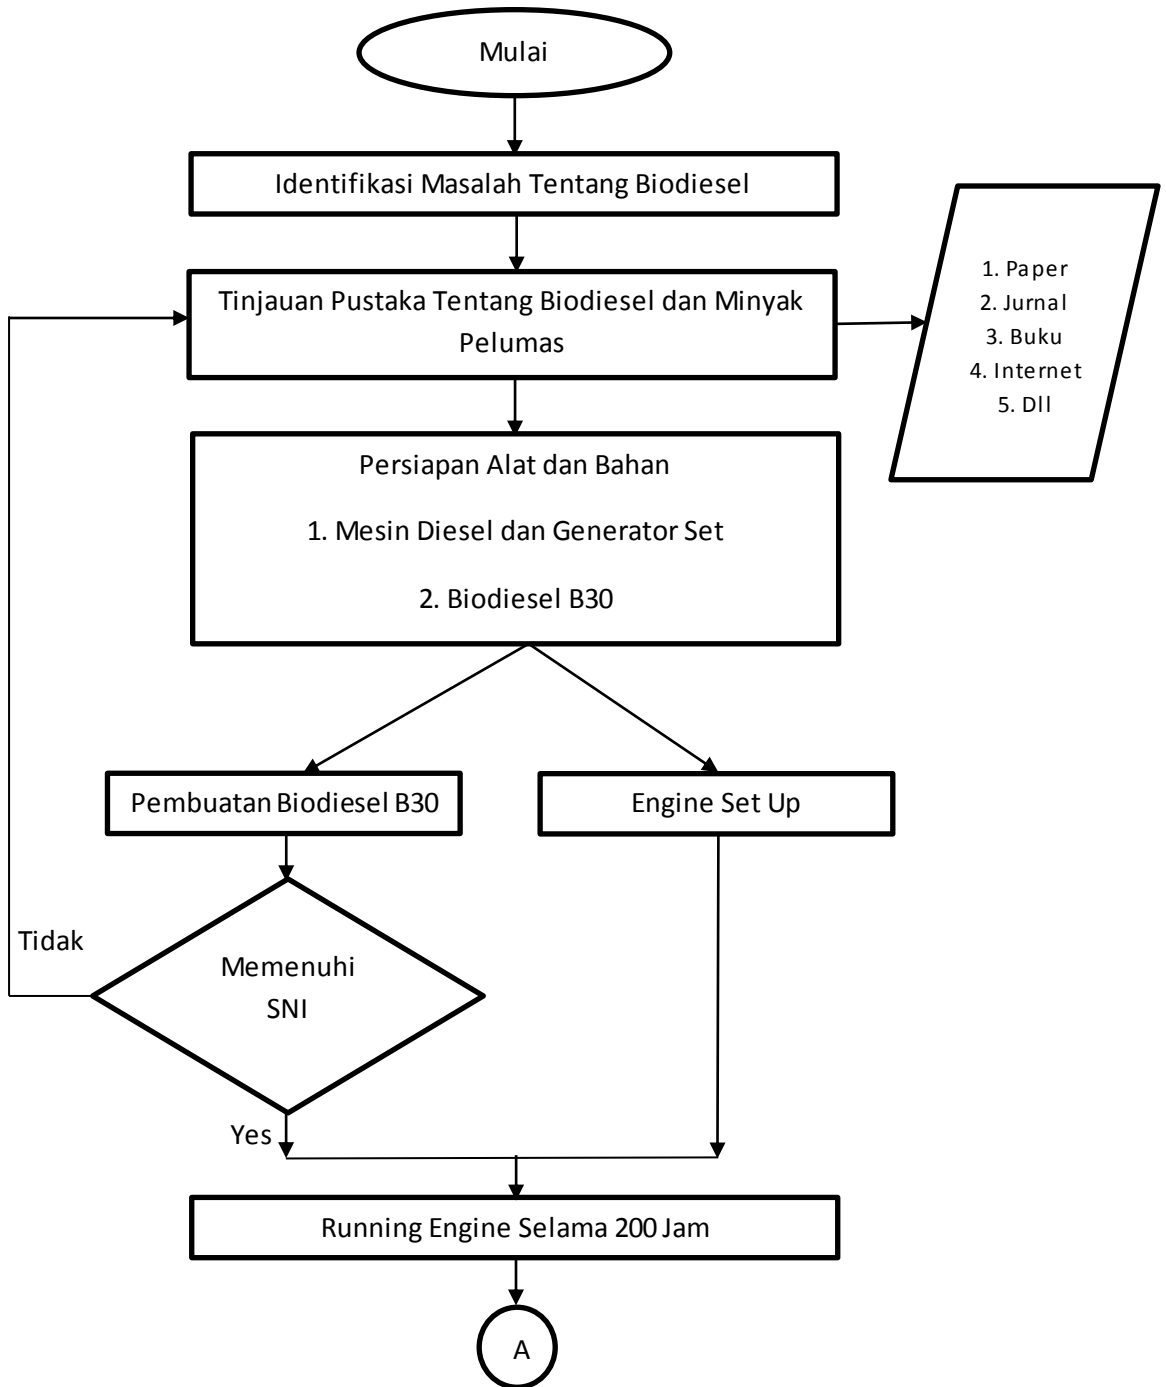 Mulai
Identifikasi Masalah Tentang Biodiesel
Tinjauan Pustaka Tentang Biodiesel dan Minyak
Pelumas
1. Paper
2. Jurnal
3. Buku
4. Internet
5. Dll
Persiapan Alat dan Bahan
1. Mesin Diesel dan Generator Set
2. Biodiesel B30
Pembuatan Biodiesel B30
Engine Set Up
Tidak
Memenuhi
SNI
Yes
Running Engine Selama 200 Jam
A